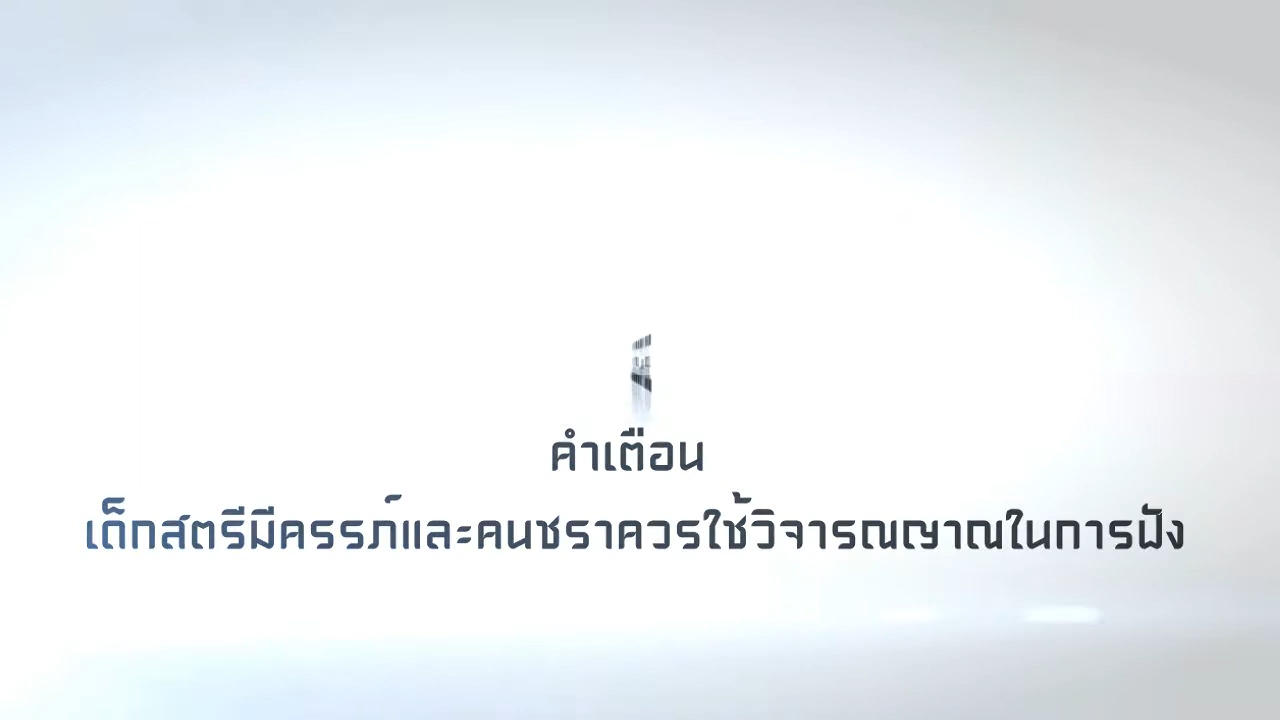 คำเตือน
เด็กสตรีมีครรภ์และคนชราควรใช้วิจารณญาณในการฟัง